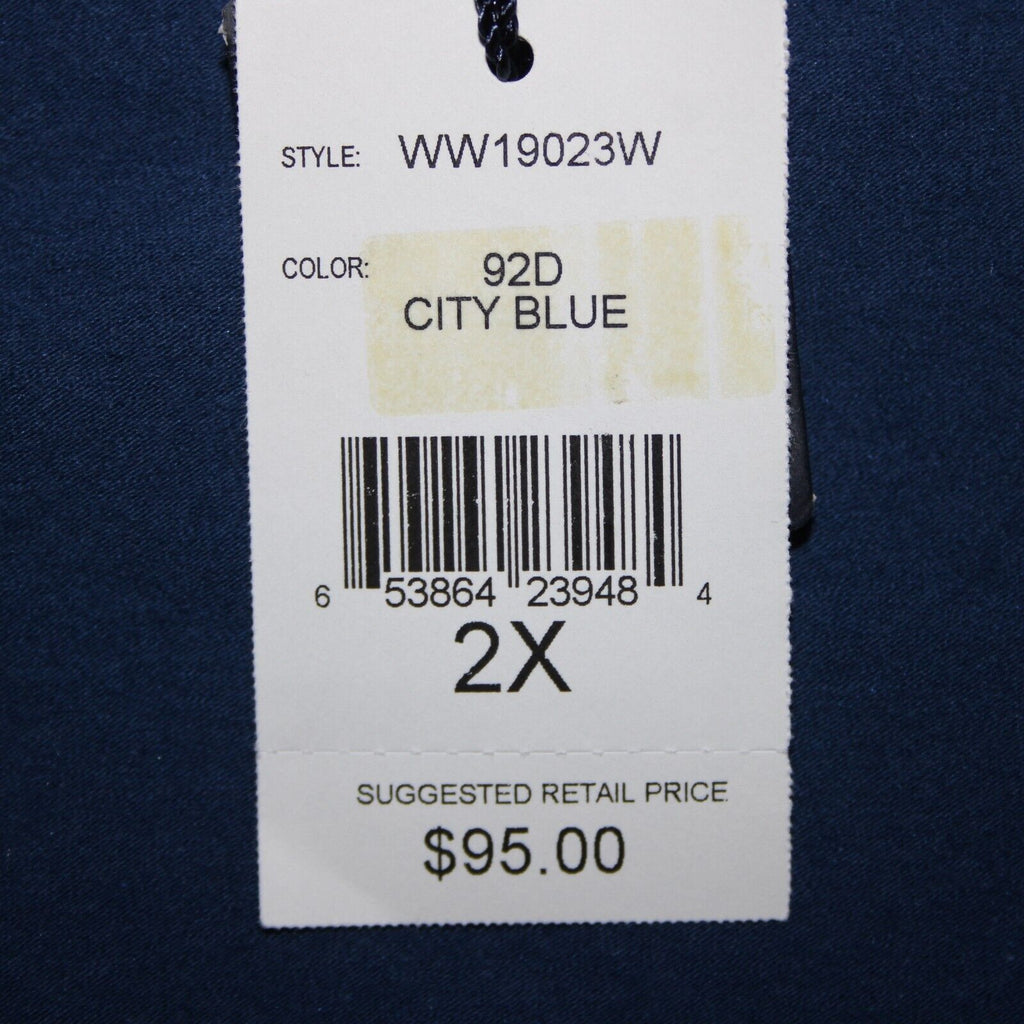 STYLE: WW19023W
COLOR: 92D
CITY BLUE
6 53864 23948 4
2X
SUGGESTED RETAIL PRICE
$95.00